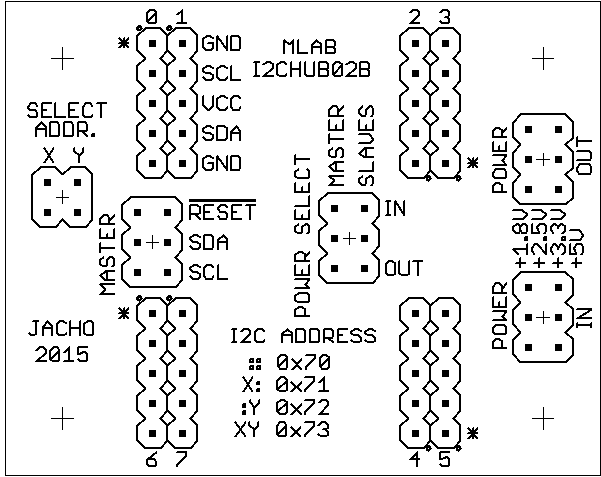 0 1
2 3
*
GND
SCL
VCC
SDA
GND
MLAB
I2CHUB02B
*
SELECT
ADDR.
X Y
MASTER
SLAVES
POWER SELECT
IN
OUT
MASTER
RESET
SDA
SCL
POWER
OUT
+1.8V
+2.5V
+3.3V
+5V
POWER
IN
*
JACHO
2015
I2C ADDRESS
:: 0x70
X: 0x71
:Y 0x72
XY 0x73
*
6 7
4 5